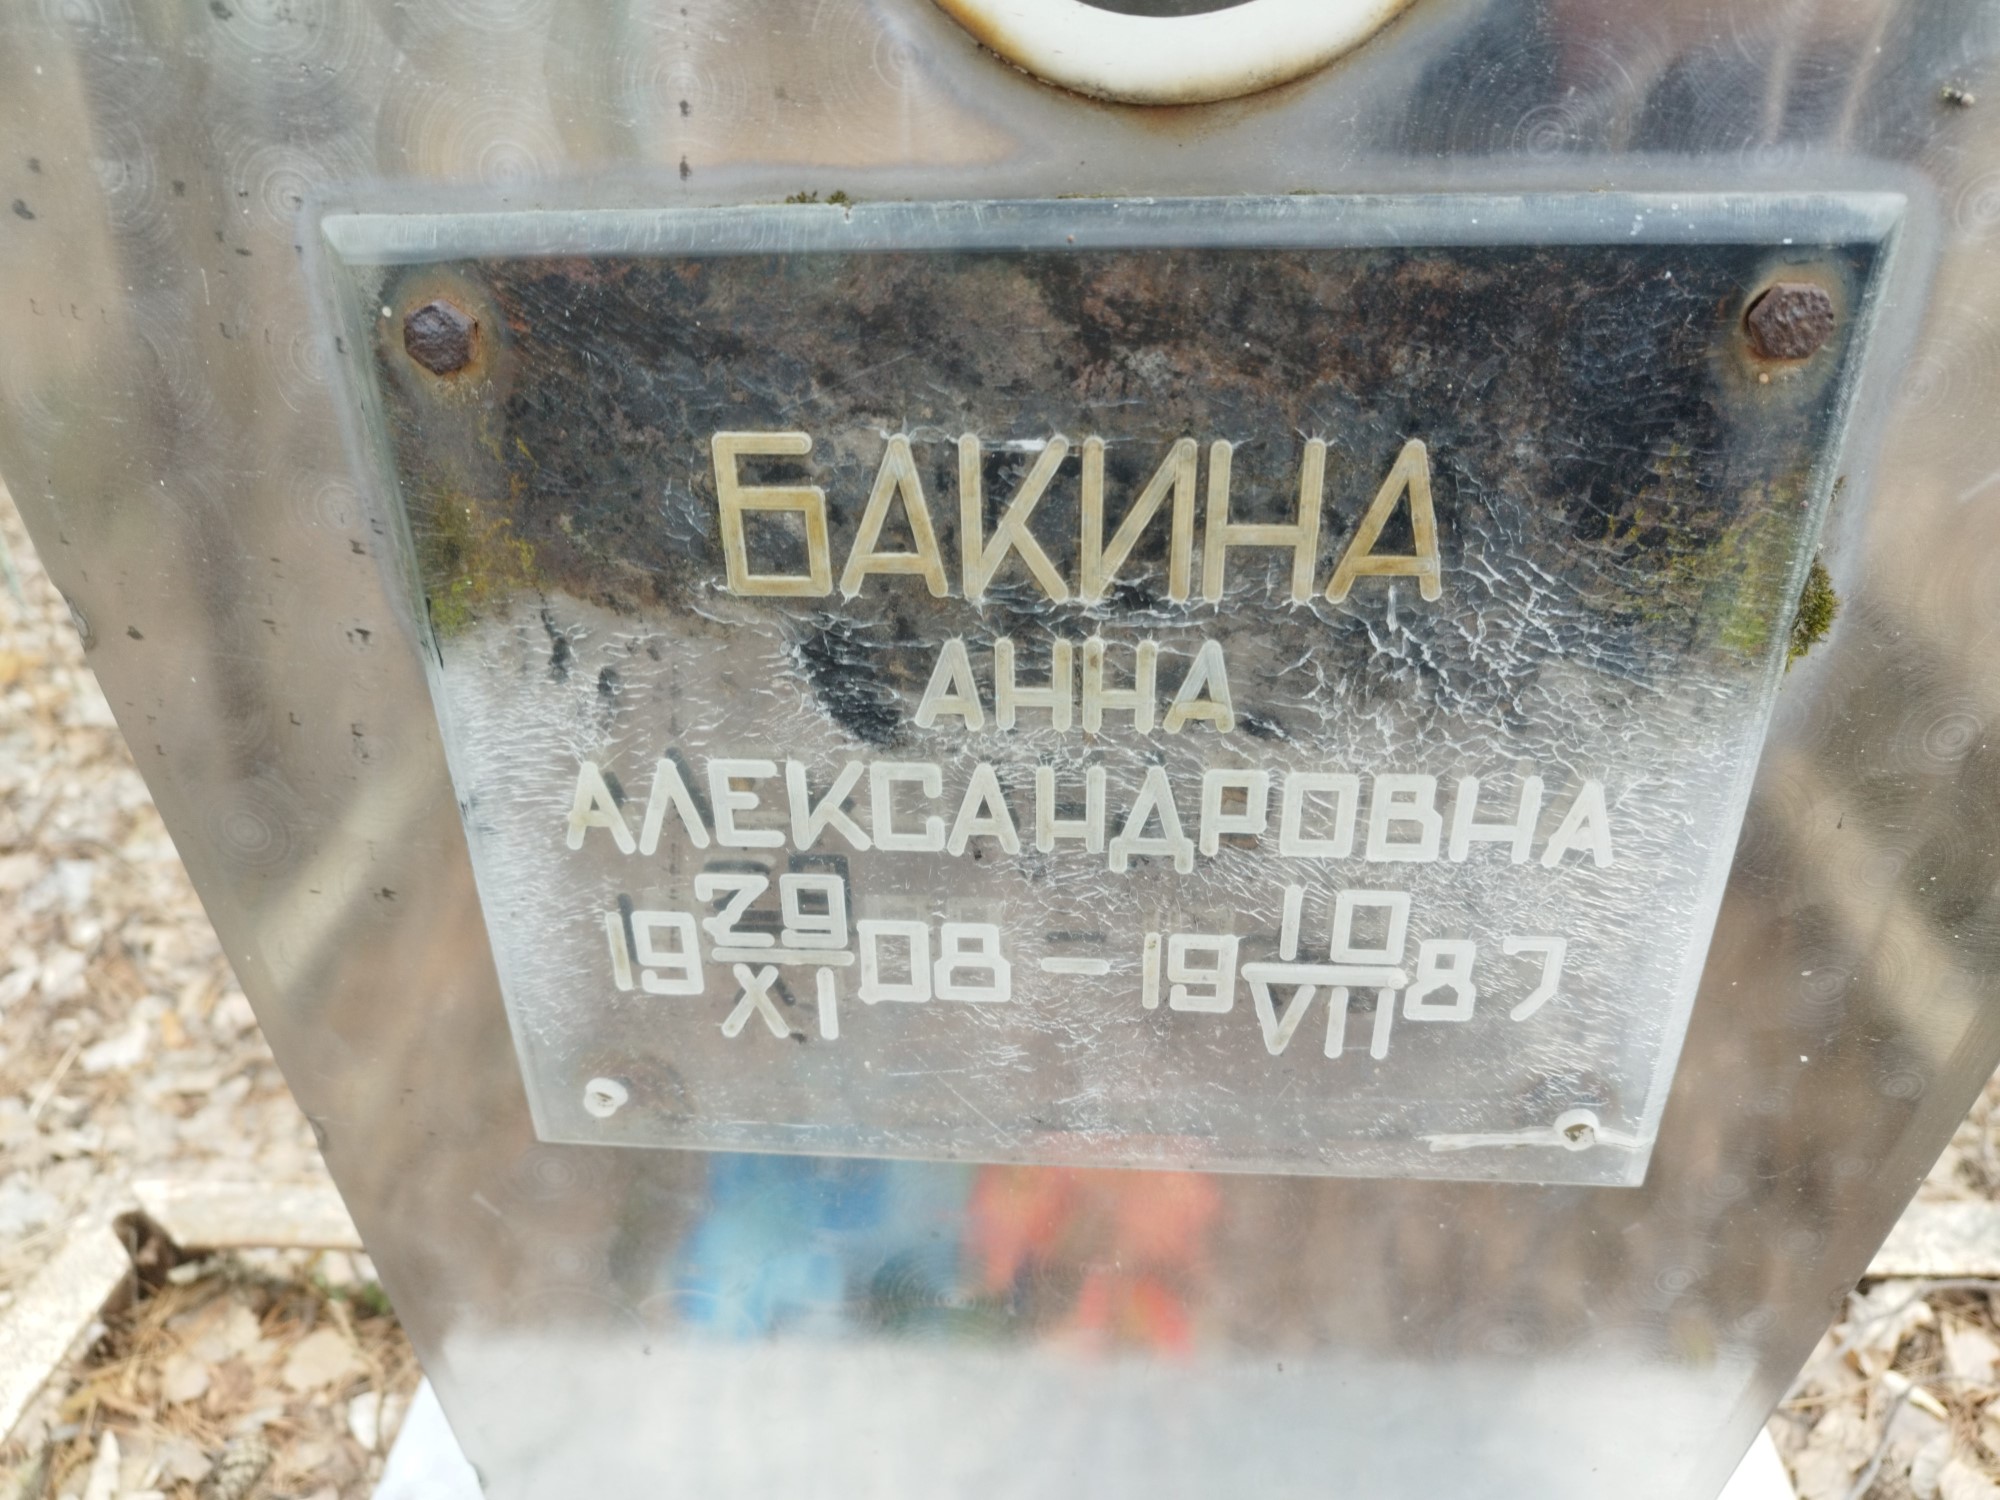 БАКИНА
АННА
АЛЕКСАНДРОВНА
19 29/XI 08 – 19 10/VII 87